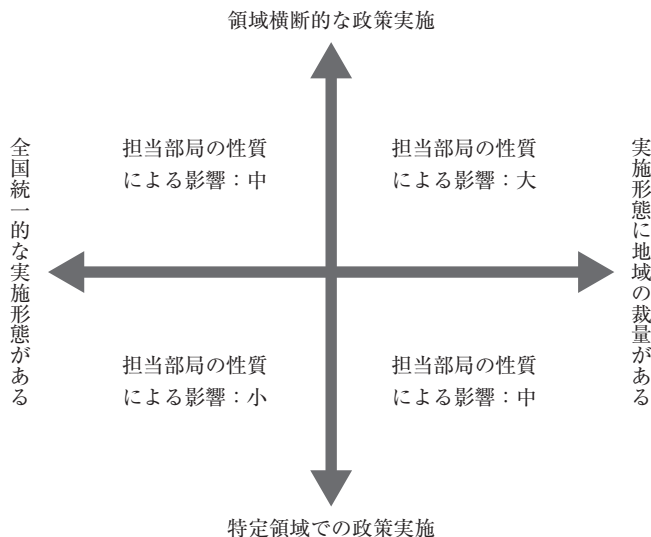 領域横断的な政策実施
全国統一的な実施形態がある
担当部局の性質
による影響：中
担当部局の性質
による影響：大
実施形態に地域の裁量がある
担当部局の性質
による影響：小
担当部局の性質
による影響：中
特定領域での政策実施